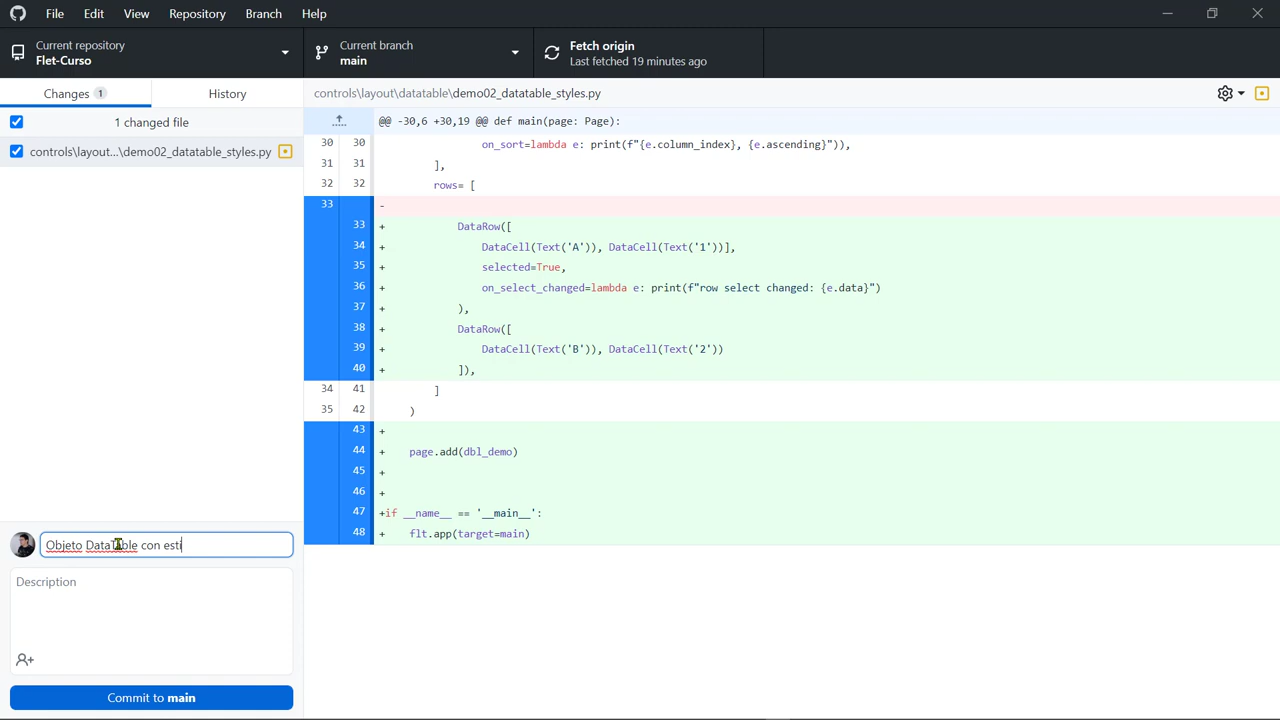 File Edit View Repository Branch Help
Current repository
Flet-Curso
Current branch
main
Fetch origin
Last fetched 19 minutes ago
Changes 1
History
controls\layout\datatable\demo02_datatable_styles.py
1 changed file
controls\layout...\demo02_datatable_styles.py
@@ -30,6 +30,19 @@ def main(page: Page):
30 30 on_sort=lambda e: print(f"{e.column_index}, {e.ascending}")),
31 31 ],
32 32 rows= [
33 -
33 + DataRow([
34 + DataCell(Text('A')), DataCell(Text('1'))],
35 + selected=True,
36 + on_select_changed=lambda e: print(f"row select changed: {e.data}")
37 + ),
38 + DataRow([
39 + DataCell(Text('B')), DataCell(Text('2'))
40 + ]),
34 41 ]
35 42 )
43 +
44 + page.add(dbl_demo)
45 +
46 +
47 +if __name__ == '__main__':
48 + flt.app(target=main)
Objeto DataTable con esti
Description
Commit to main